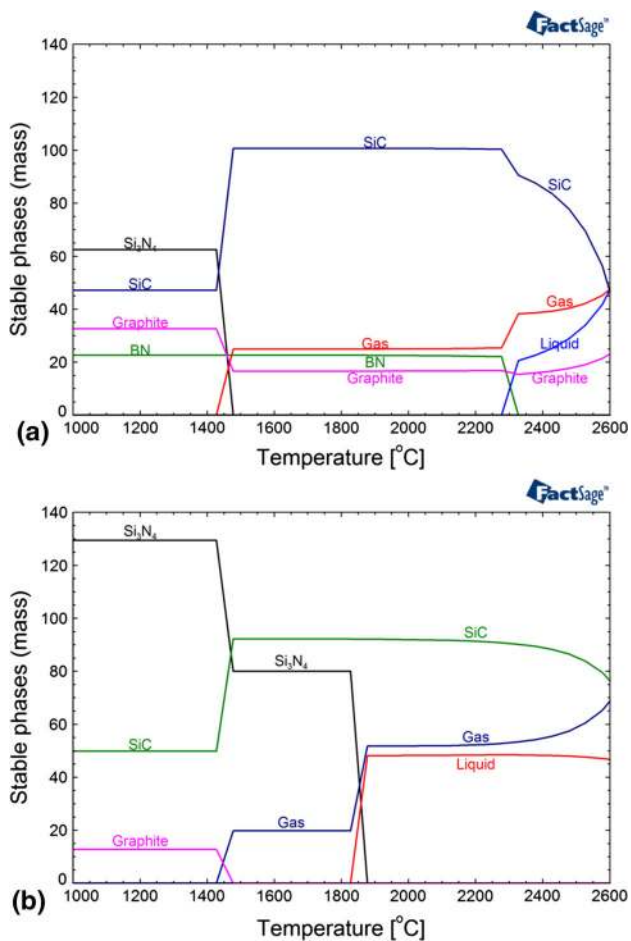 FactSage™
140
120
100
80
60
40
20
0
Stable phases (mass)
SiC
SiC
Si₃N₄
SiC
Graphite
BN
Gas
Gas
BN
Graphite
Liquid
Graphite
1000 1200 1400 1600 1800 2000 2200 2400 2600
(a)
Temperature [°C]
FactSage™
140
120
100
80
60
40
20
0
Stable phases (mass)
Si₃N₄
SiC
SiC
Si₃N₄
SiC
Gas
Liquid
Graphite
Gas
1000 1200 1400 1600 1800 2000 2200 2400 2600
(b)
Temperature [°C]